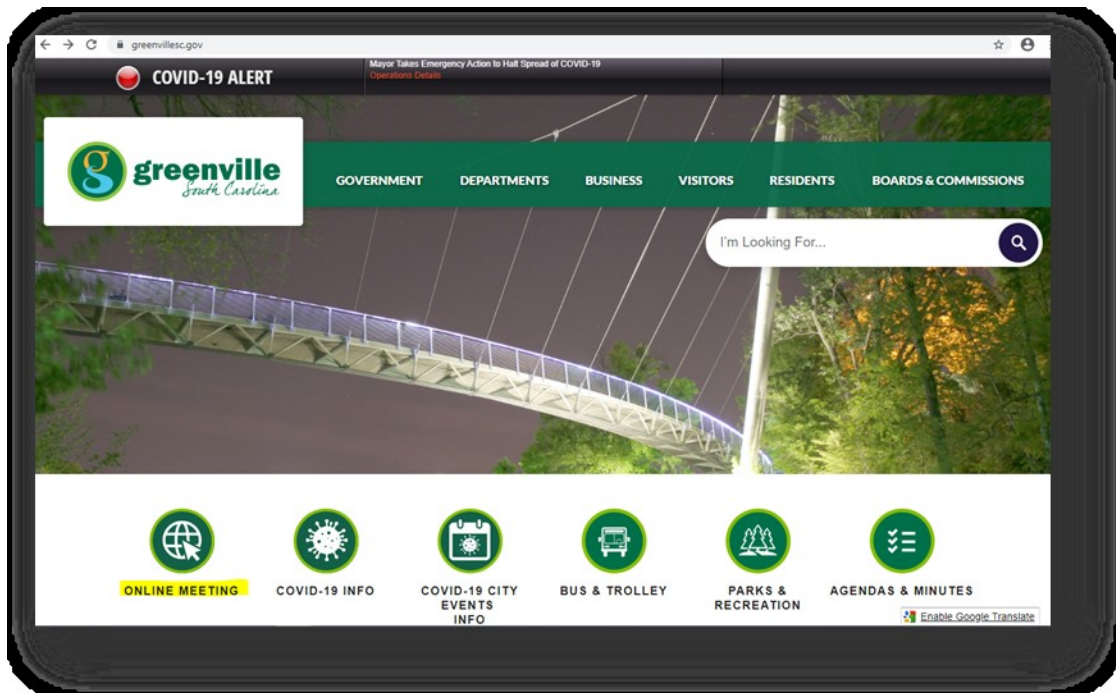 greenvillesc.gov
COVID-19 ALERT
Mayor Takes Emergency Action to Halt Spread of COVID-19
Operations Details
g greenville
South Carolina
GOVERNMENT DEPARTMENTS BUSINESS VISITORS RESIDENTS BOARDS & COMMISSIONS
I'm Looking For...
ONLINE MEETING
COVID-19 INFO
COVID-19 CITY
EVENTS
INFO
BUS & TROLLEY
PARKS &
RECREATION
AGENDAS & MINUTES
Enable Google Translate